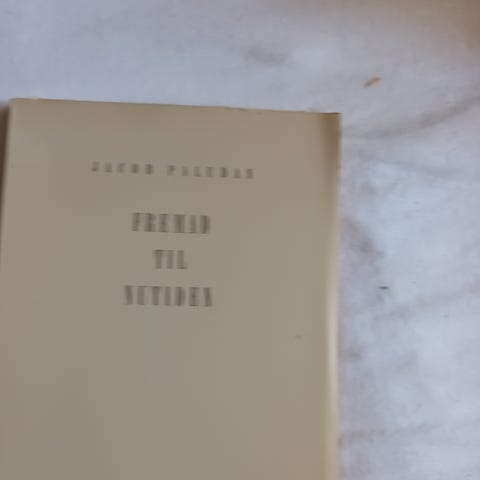 JACOB PALUDAN
FREMAD
TIL
NUTIDEN